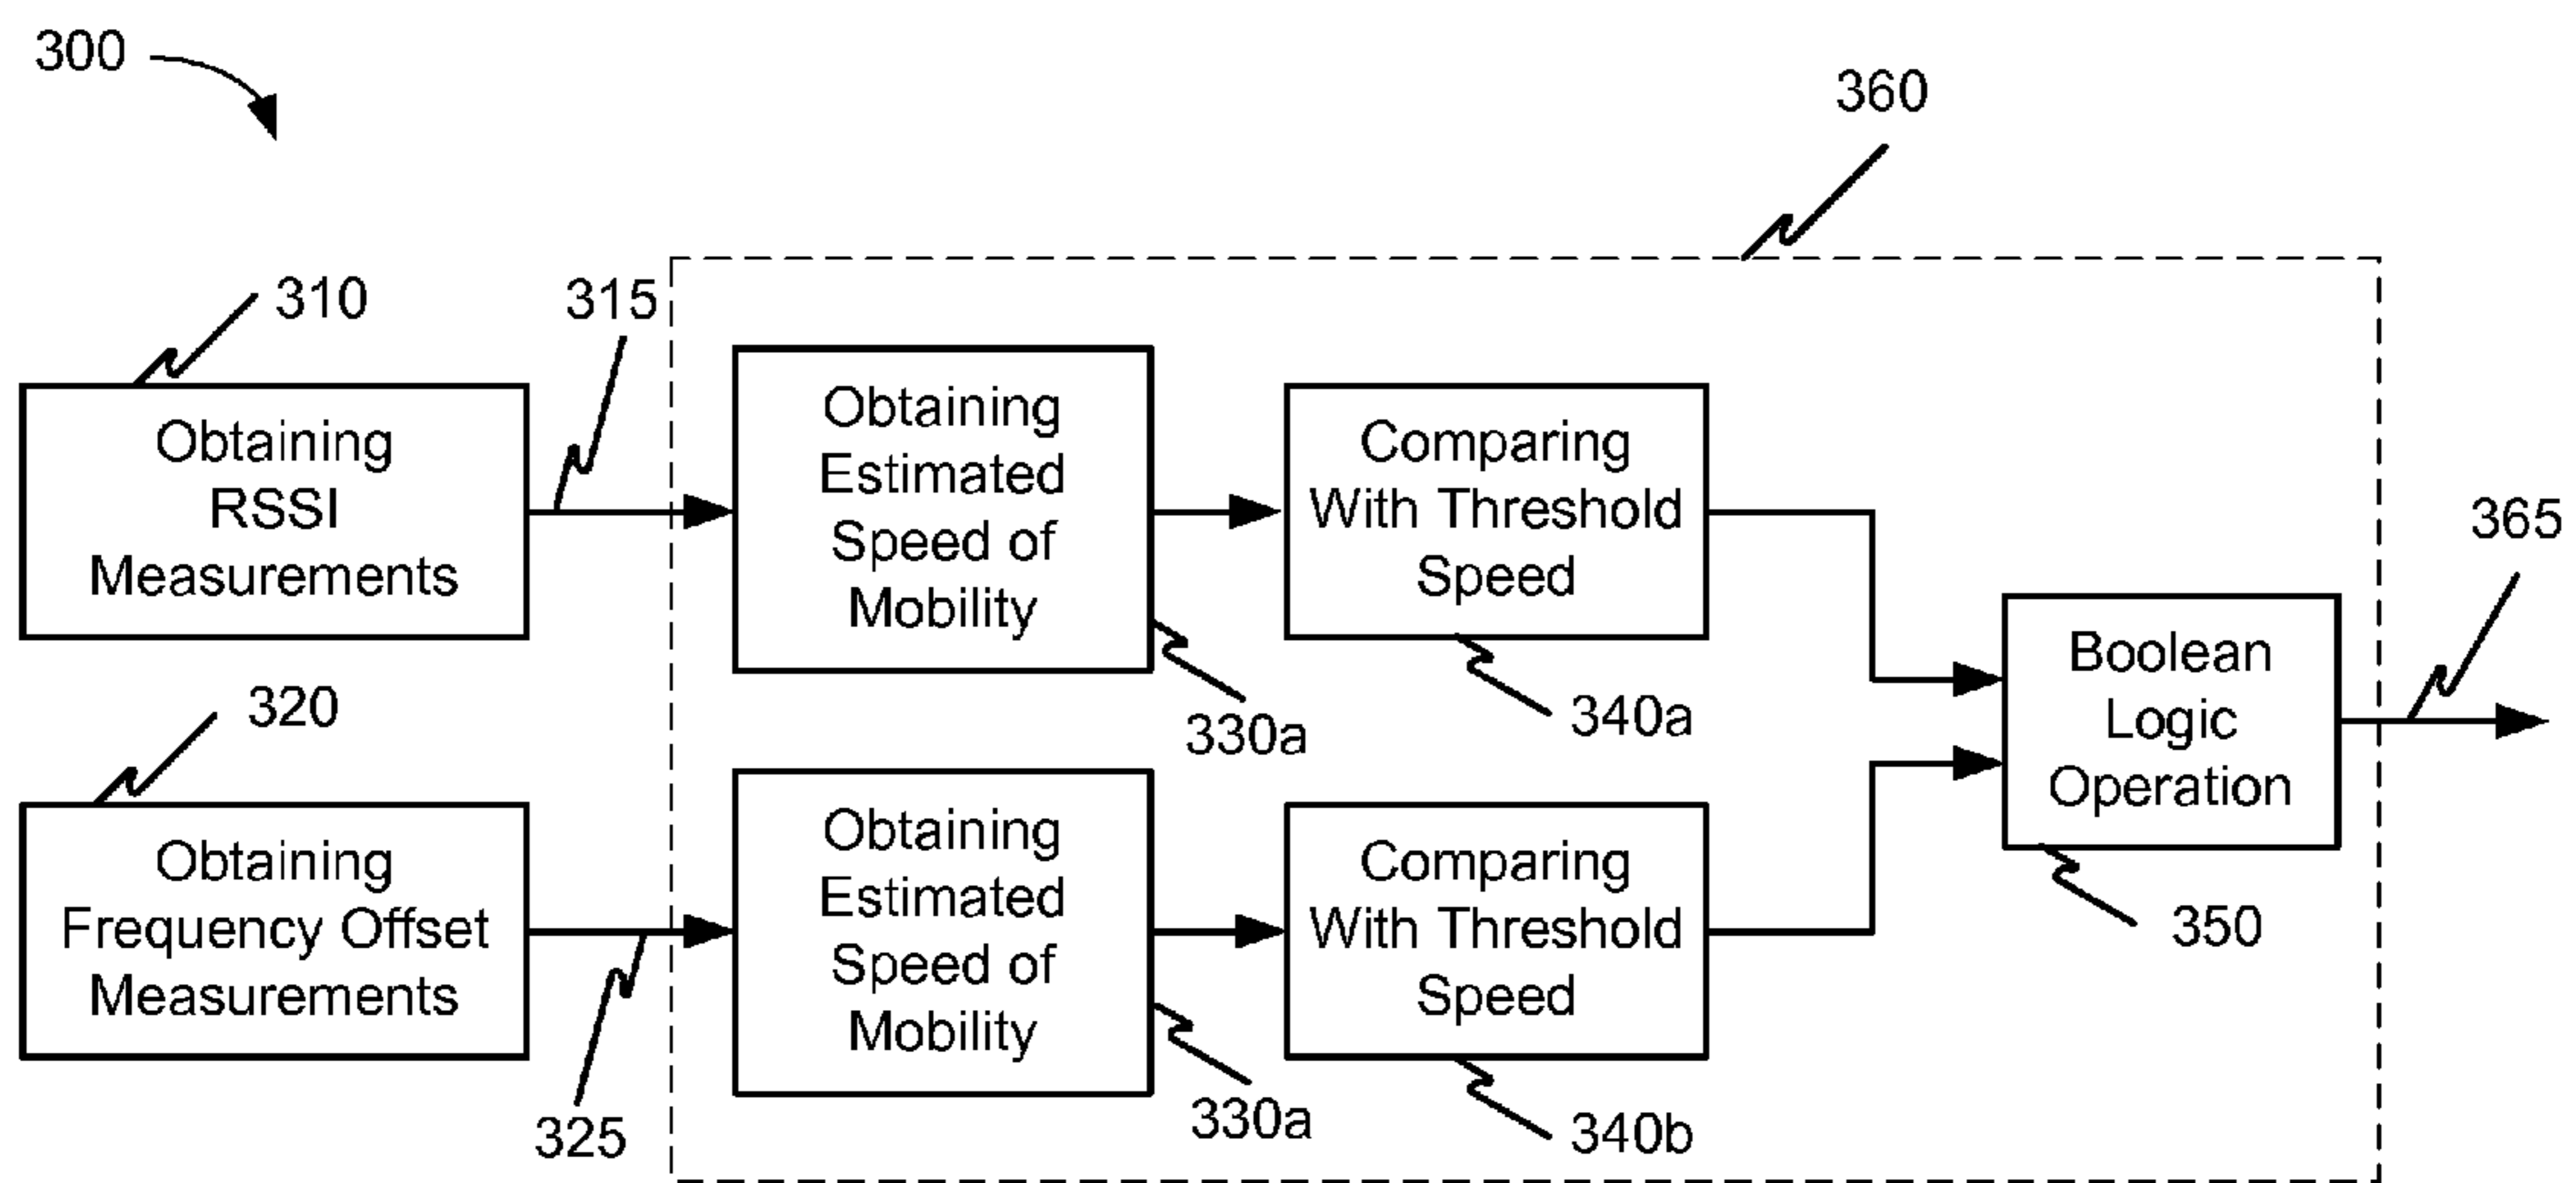 300
360
310
315
Obtaining
RSSI
Measurements
Obtaining
Estimated
Speed of
Mobility
330a
Comparing
With Threshold
Speed
340a
365
320
Obtaining
Frequency Offset
Measurements
325
Obtaining
Estimated
Speed of
Mobility
330a
Comparing
With Threshold
Speed
340b
Boolean
Logic
Operation
350